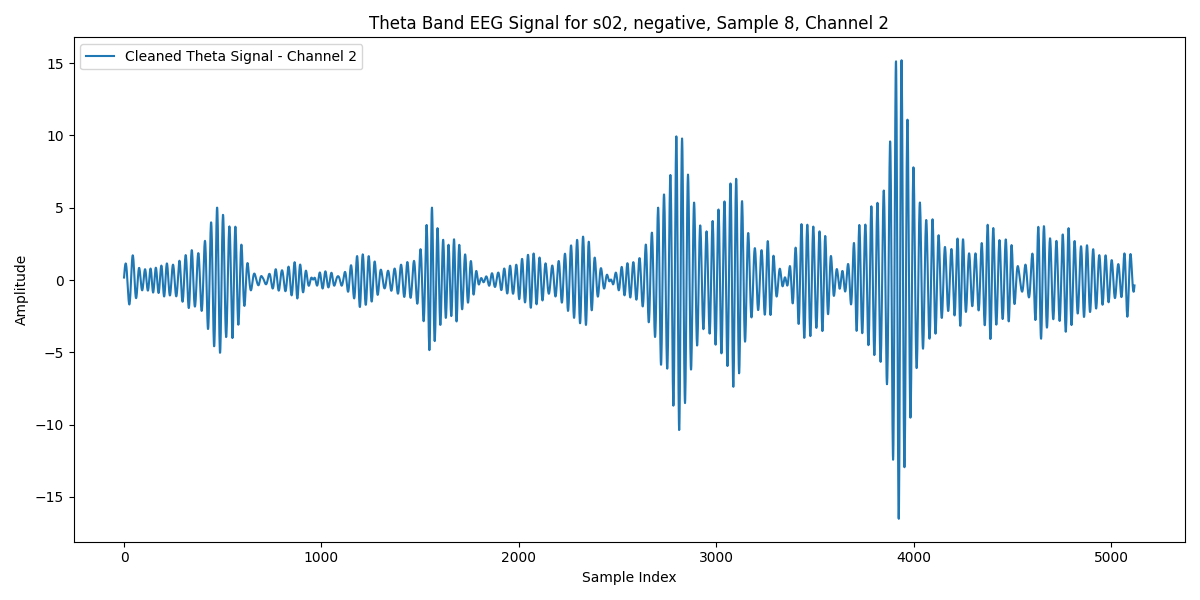 Theta Band EEG Signal for s02, negative, Sample 8, Channel 2
Cleaned Theta Signal - Channel 2
15
10
5
0
−5
−10
−15
Amplitude
0 1000 2000 3000 4000 5000
Sample Index